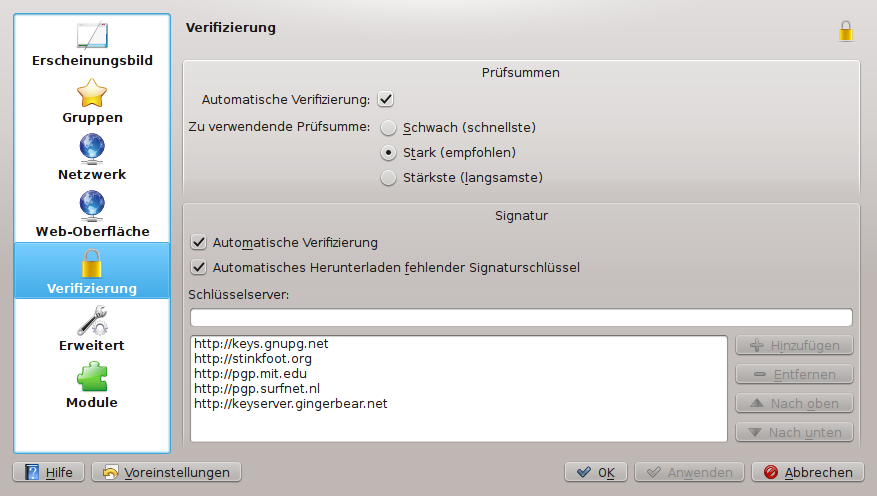 Erscheinungsbild
Gruppen
Netzwerk
Web-Oberfläche
Verifizierung
Erweitert
Module
Verifizierung
Prüfsummen
Automatische Verifizierung:
Zu verwendende Prüfsumme:
Schwach (schnellste)
Stark (empfohlen)
Stärkste (langsamste)
Signatur
Automatische Verifizierung
Automatisches Herunterladen fehlender Signaturschlüssel
Schlüsselserver:
http://keys.gnupg.net
http://stinkfoot.org
http://pgp.mit.edu
http://pgp.surfnet.nl
http://keyserver.gingerbear.net
Hinzufügen
Entfernen
Nach oben
Nach unten
Hilfe
Voreinstellungen
OK
Anwenden
Abbrechen